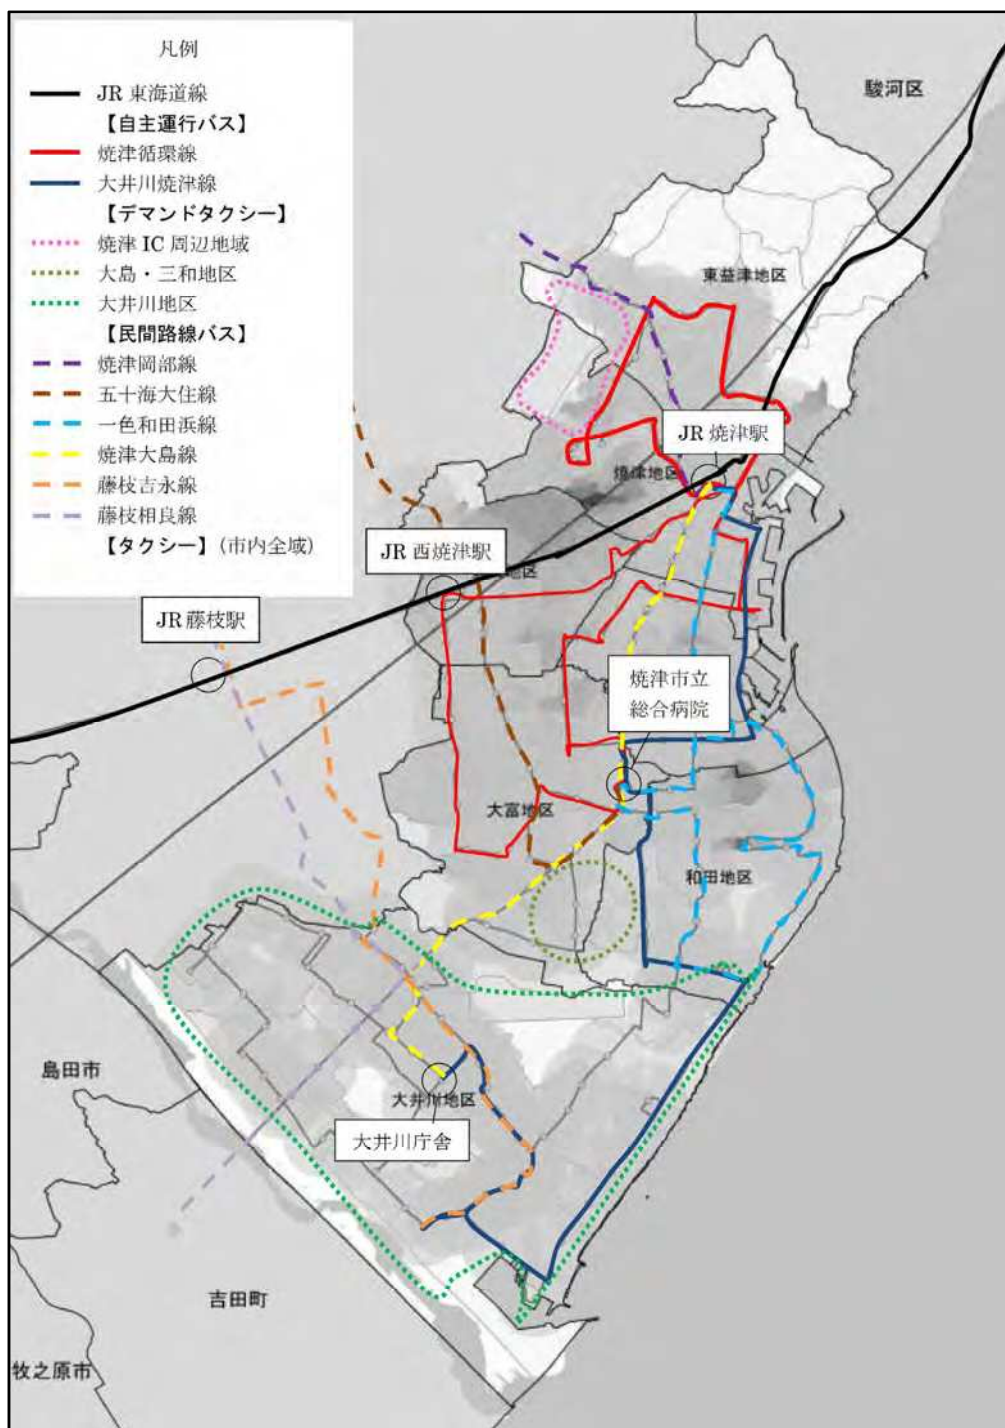 凡例
JR 東海道線
【自主運行バス】
焼津循環線
大井川焼津線
【デマンドタクシー】
焼津 IC 周辺地域
大島・三和地区
大井川地区
【民間路線バス】
焼津岡部線
五十海大住線
一色和田浜線
焼津大島線
藤枝吉永線
藤枝相良線
【タクシー】(市内全域)
駿河区
東益津地区
JR 焼津駅
焼津地区
JR 西焼津駅
地区
JR 藤枝駅
焼津市立
総合病院
大富地区
和田地区
島田市
大井川地区
大井川庁舎
吉田町
牧之原市